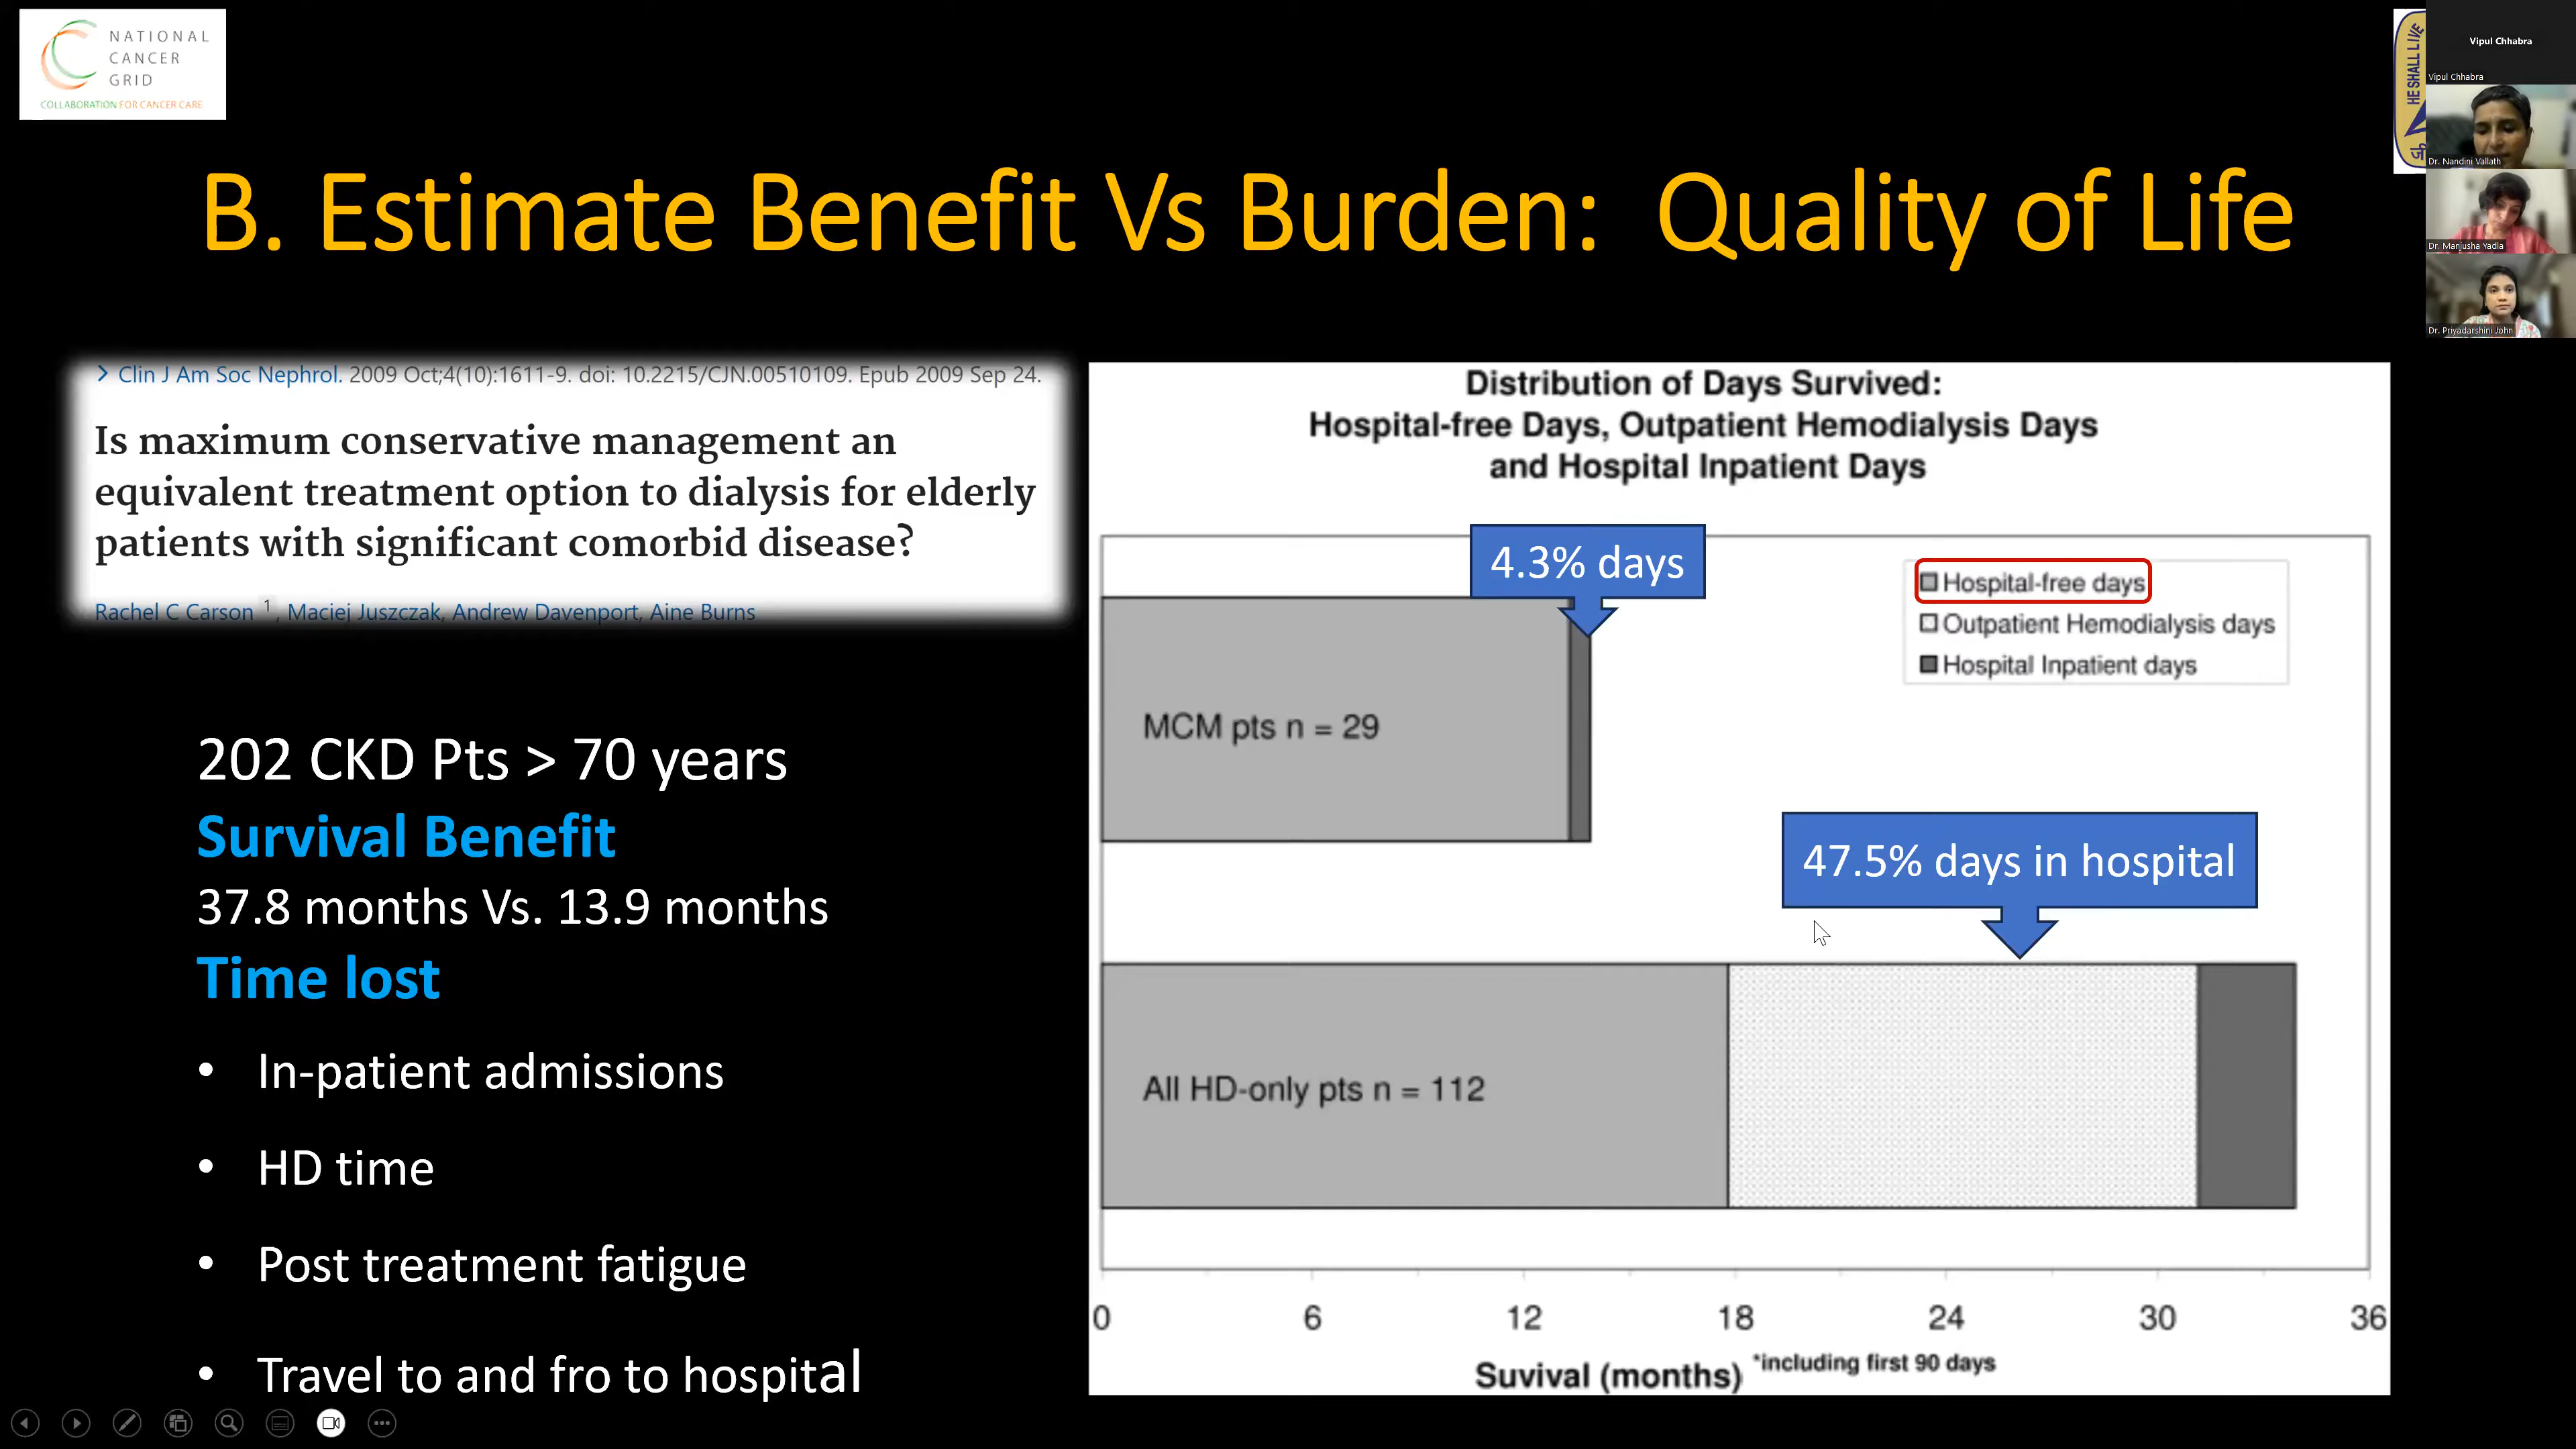 NATIONAL
CANCER
GRID
COLLABORATION FOR CANCER CARE
HE SHALL LIVE
Vipul Chhabra
Vipul Chhabra
Dr. Nandini Vallath
Dr. Manjusha Yadla
Dr. Priyadarshini John
B. Estimate Benefit Vs Burden: Quality of Life
> Clin J Am Soc Nephrol. 2009 Oct;4(10):1611-9. doi: 10.2215/CJN.00510109. Epub 2009 Sep 24.
Is maximum conservative management an
equivalent treatment option to dialysis for elderly
patients with significant comorbid disease?
Rachel C Carson 1, Maciej Juszczak, Andrew Davenport, Aine Burns
202 CKD Pts > 70 years
Survival Benefit
37.8 months Vs. 13.9 months
Time lost
• In-patient admissions
• HD time
• Post treatment fatigue
• Travel to and fro to hospital
Distribution of Days Survived:
Hospital-free Days, Outpatient Hemodialysis Days
and Hospital Inpatient Days
4.3% days
Hospital-free days
Outpatient Hemodialysis days
Hospital Inpatient days
MCM pts n = 29
47.5% days in hospital
All HD-only pts n = 112
0 6 12 18 24 30 36
Suvival (months) *including first 90 days